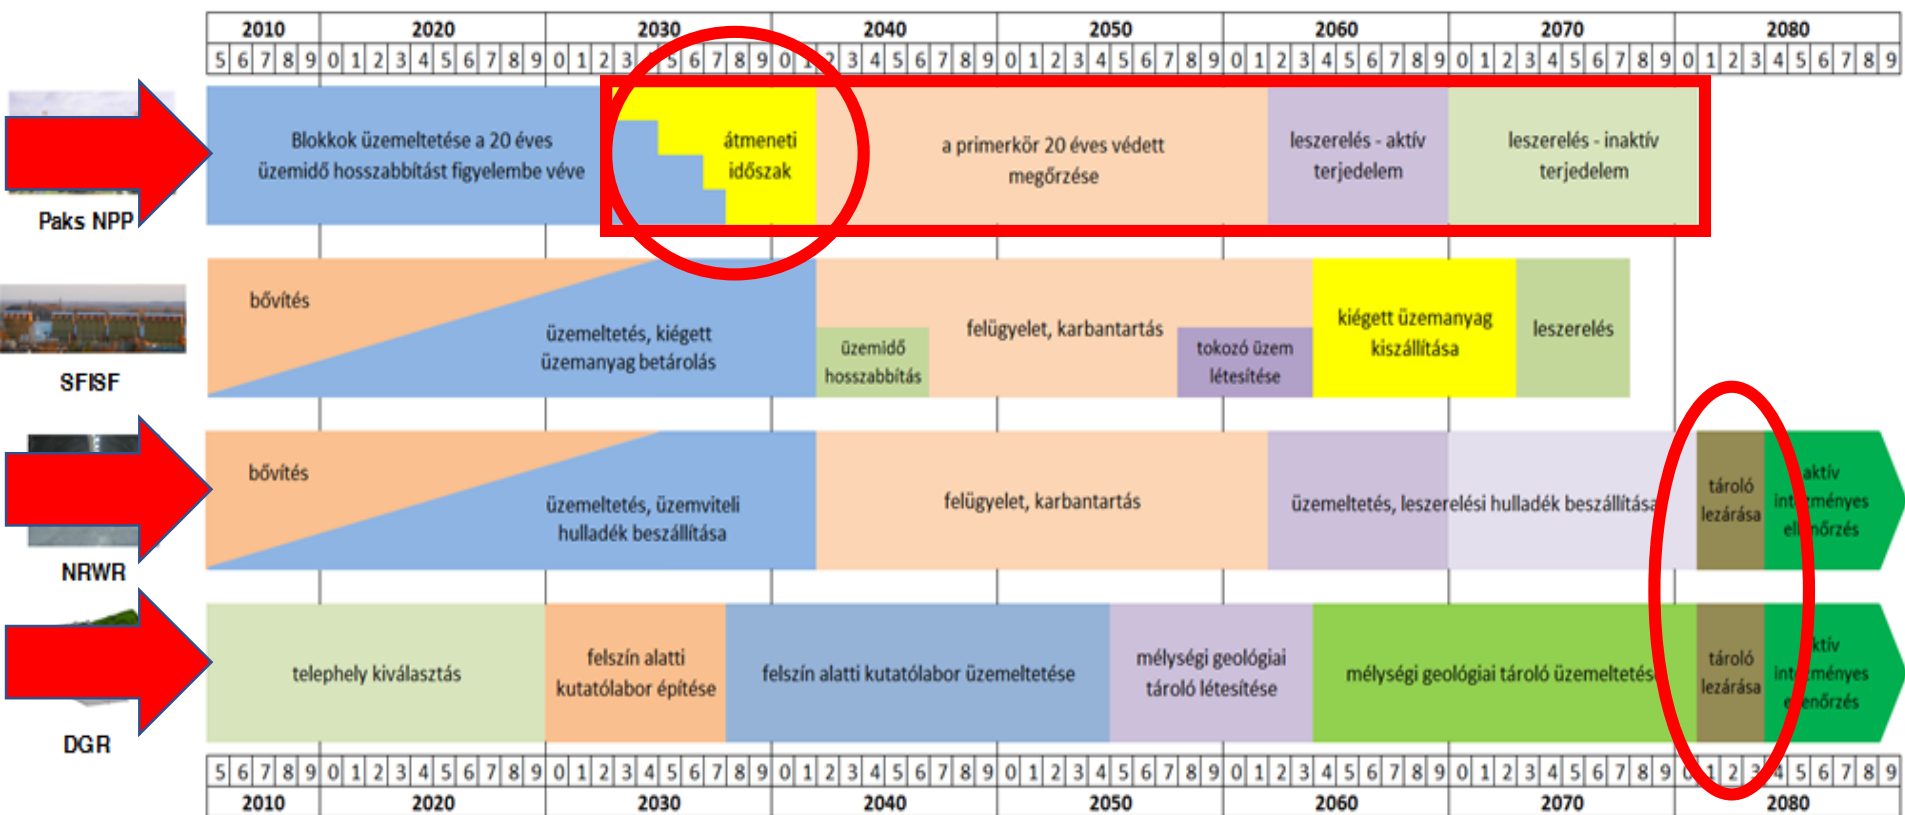 2010 2020 2030 2040 2050 2060 2070 2080
5 6 7 8 9 0 1 2 3 4 5 6 7 8 9 0 1 2 3 4 5 6 7 8 9 0 1 2 3 4 5 6 7 8 9 0 1 2 3 4 5 6 7 8 9 0 1 2 3 4 5 6 7 8 9 0 1 2 3 4 5 6 7 8 9 0 1 2 3 4 5 6 7 8 9
Paks NPP
Blokkok üzemeltetése a 20 éves
üzemidő hosszabbítást figyelembe véve
átmeneti
időszak
a primerkör 20 éves védett
megőrzése
leszerelés - aktív
terjedelem
leszerelés - inaktív
terjedelem
SFISF
bővítés
üzemeltetés, kiégett
üzemanyag betárolás
üzemidő
hosszabbítás
felügyelet, karbantartás
tokozó üzem
létesítése
kiégett üzemanyag
kiszállítása
leszerelés
NRWR
bővítés
üzemeltetés, üzemviteli
hulladék beszállítása
felügyelet, karbantartás
üzemeltetés, leszerelési hulladék beszállítása
tároló
lezárása
aktív
intézményes
ellenőrzés
DGR
telephely kiválasztás
felszín alatti
kutatólabor építése
felszín alatti kutatólabor üzemeltetése
mélységi geológiai
tároló létesítése
mélységi geológiai tároló üzemeltetése
tároló
lezárása
aktív
intézményes
ellenőrzés
5 6 7 8 9 0 1 2 3 4 5 6 7 8 9 0 1 2 3 4 5 6 7 8 9 0 1 2 3 4 5 6 7 8 9 0 1 2 3 4 5 6 7 8 9 0 1 2 3 4 5 6 7 8 9 0 1 2 3 4 5 6 7 8 9 0 1 2 3 4 5 6 7 8 9
2010 2020 2030 2040 2050 2060 2070 2080